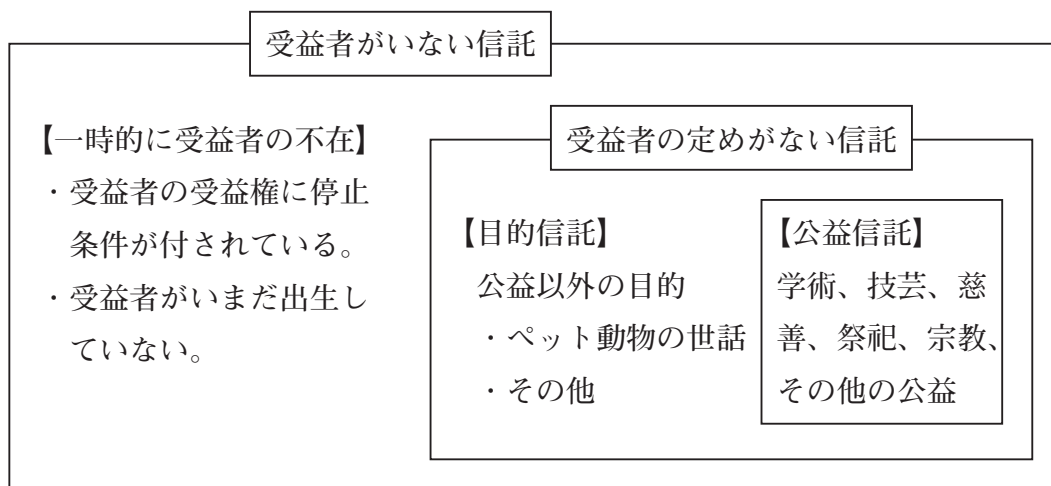 受益者がいない信託
【一時的に受益者の不在】
・受益者の受益権に停止
条件が付されている。
・受益者がいまだ出生し
ていない。
受益者の定めがない信託
【目的信託】
公益以外の目的
・ペット動物の世話
・その他
【公益信託】
学術、技芸、慈
善、祭祀、宗教、
その他の公益